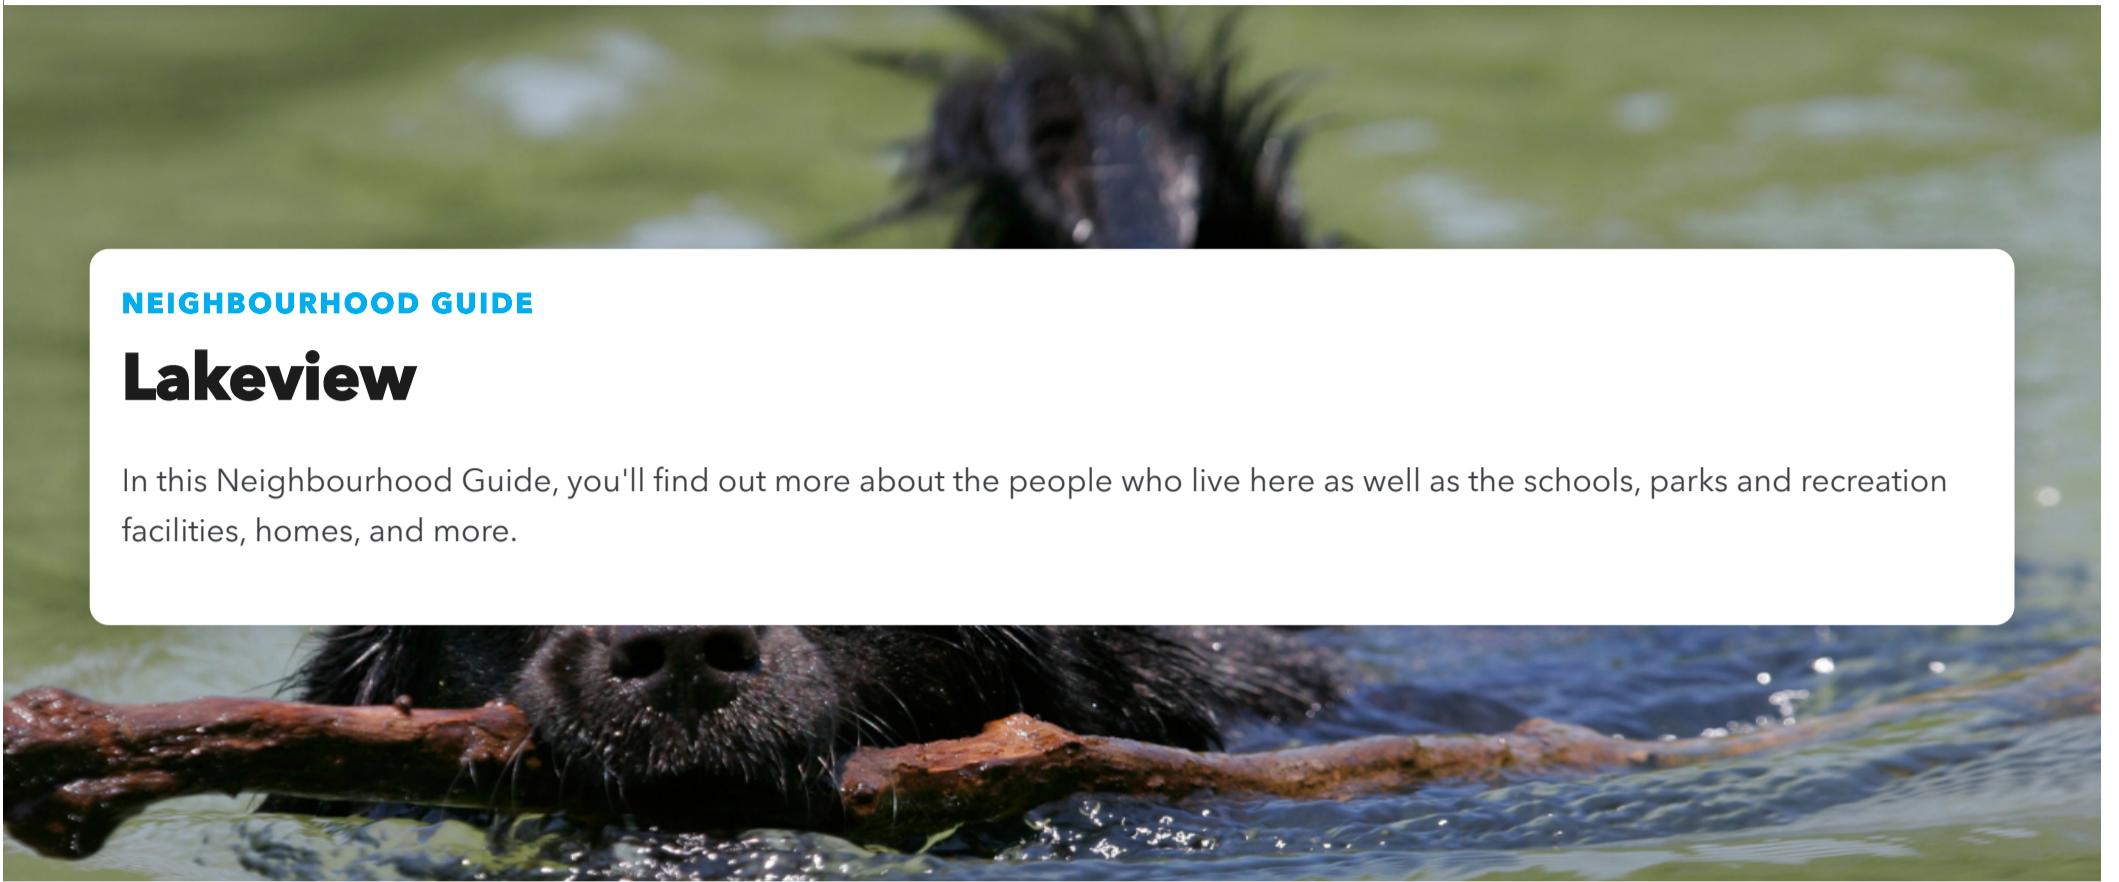 NEIGHBOURHOOD GUIDE
Lakeview
In this Neighbourhood Guide, you'll find out more about the people who live here as well as the schools, parks and recreation
facilities, homes, and more.